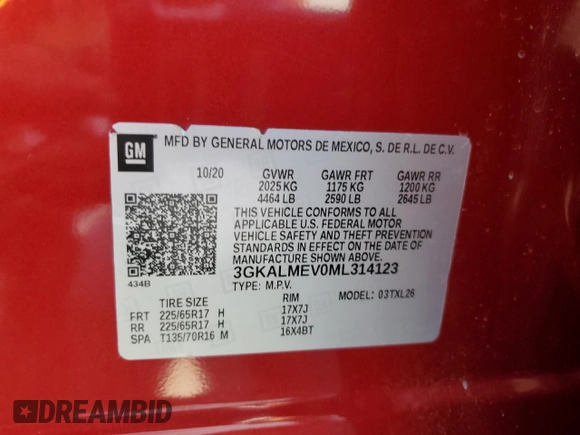 GM
MFD BY GENERAL MOTORS DE MEXICO, S. DE R.L. DE C.V.
10/20 GVWR GAWR FRT GAWR RR
2025 KG 1175 KG 1200 KG
4464 LB 2590 LB 2645 LB
THIS VEHICLE CONFORMS TO ALL
APPLICABLE U.S. FEDERAL MOTOR
VEHICLE SAFETY AND THEFT PREVENTION
STANDARDS IN EFFECT ON THE DATE OF
MANUFACTURE SHOWN ABOVE.
3GKALMEV0ML314123
434B
TYPE: M.P.V. MODEL: 03TXL26
TIRE SIZE RIM
FRT 225/65R17 H 17X7J
RR 225/65R17 H 17X7J
SPA T135/70R16 M 16X4BT
DREAMBID